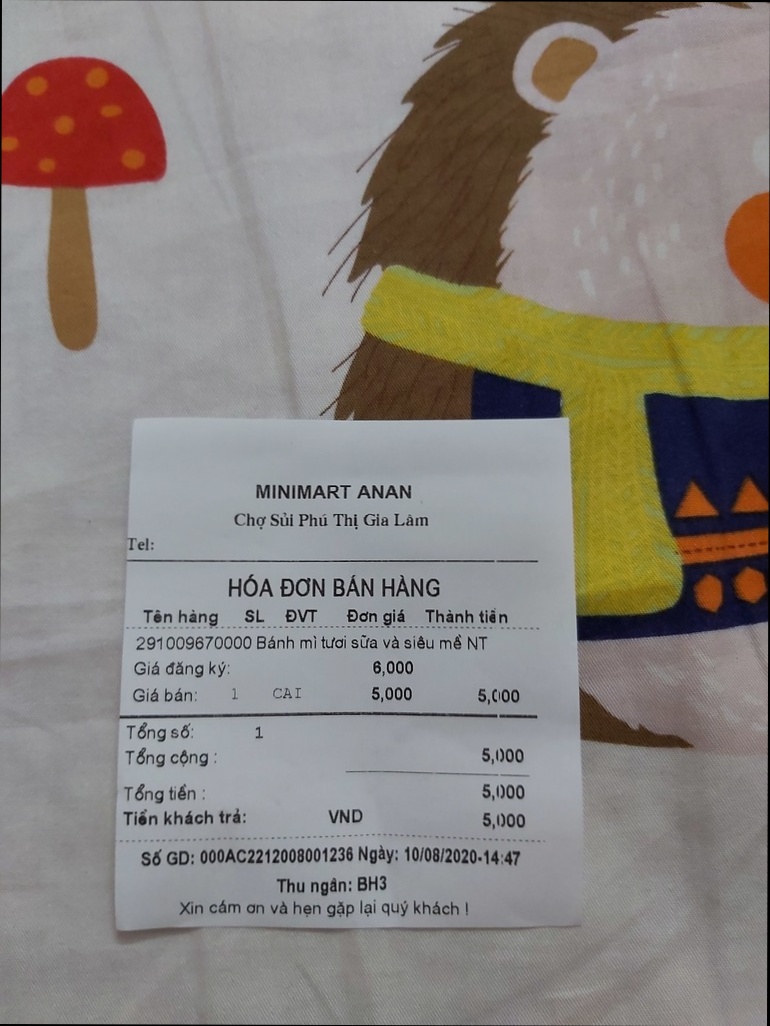 MINIMART ANAN
Chợ Sủi Phú Thị Gia Lâm
Tel:
HÓA ĐƠN BÁN HÀNG
Tên hàng SL ĐVT Đơn giá Thành tiền
291009670000 Bánh mì tươi sữa và siêu mề NT
Giá đăng ký: 6,000
Giá bán: 1 CAI 5,000 5,000
Tổng số: 1
Tổng cộng : 5,000
Tổng tiền : 5,000
Tiền khách trả: VND 5,000
Số GD: 000AC2212008001236 Ngày: 10/08/2020-14:47
Thu ngân: BH3
Xin cám ơn và hẹn gặp lại quý khách !